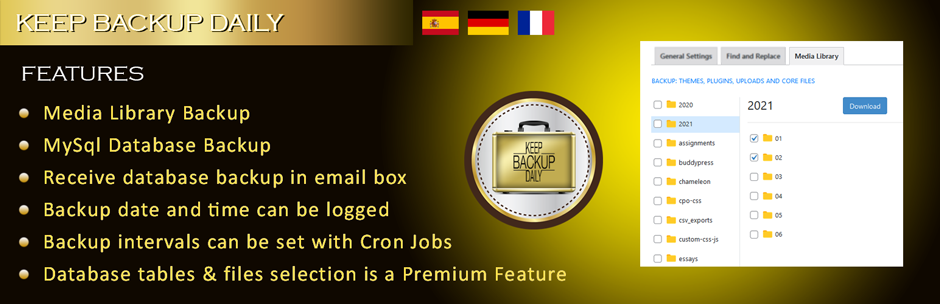 KEEP BACKUP DAILY
FEATURES
Media Library Backup
MySql Database Backup
Receive database backup in email box
Backup date and time can be logged
Backup intervals can be set with Cron Jobs
Database tables & files selection is a Premium Feature
KEEP
BACKUP
DAILY
General Settings
Find and Replace
Media Library
BACKUP: THEMES, PLUGINS, UPLOADS AND CORE FILES
2020
2021
assignments
buddypress
chameleon
cpo-css
csv_exports
custom-css-js
essays
2021
Download
01
02
03
04
05
06